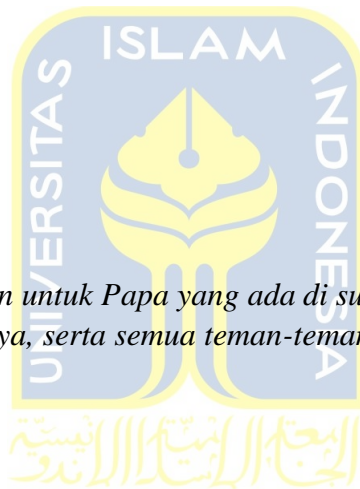 ISLAM
UNIVERSITAS
INDONESIA
n untuk Papa yang ada di su
ya, serta semua teman-teman